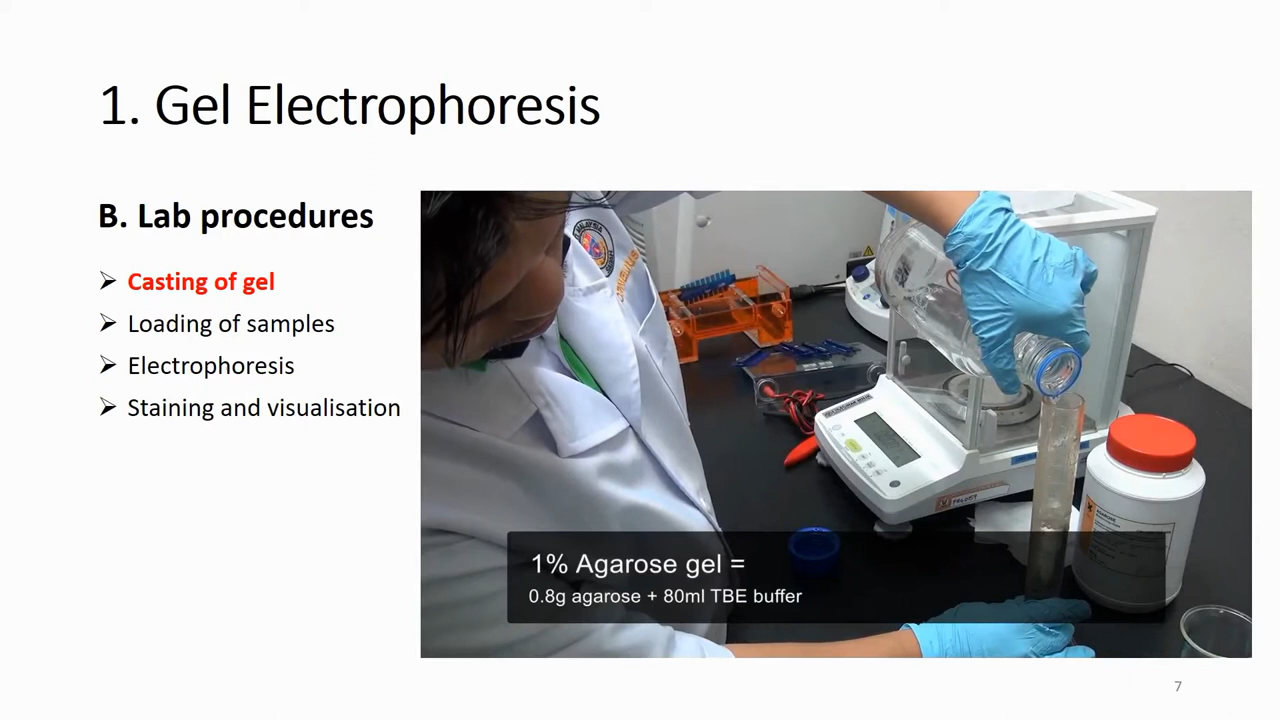 1. Gel Electrophoresis
B. Lab procedures
➢ Casting of gel
➢ Loading of samples
➢ Electrophoresis
➢ Staining and visualisation
1% Agarose gel =
0.8g agarose + 80ml TBE buffer
7